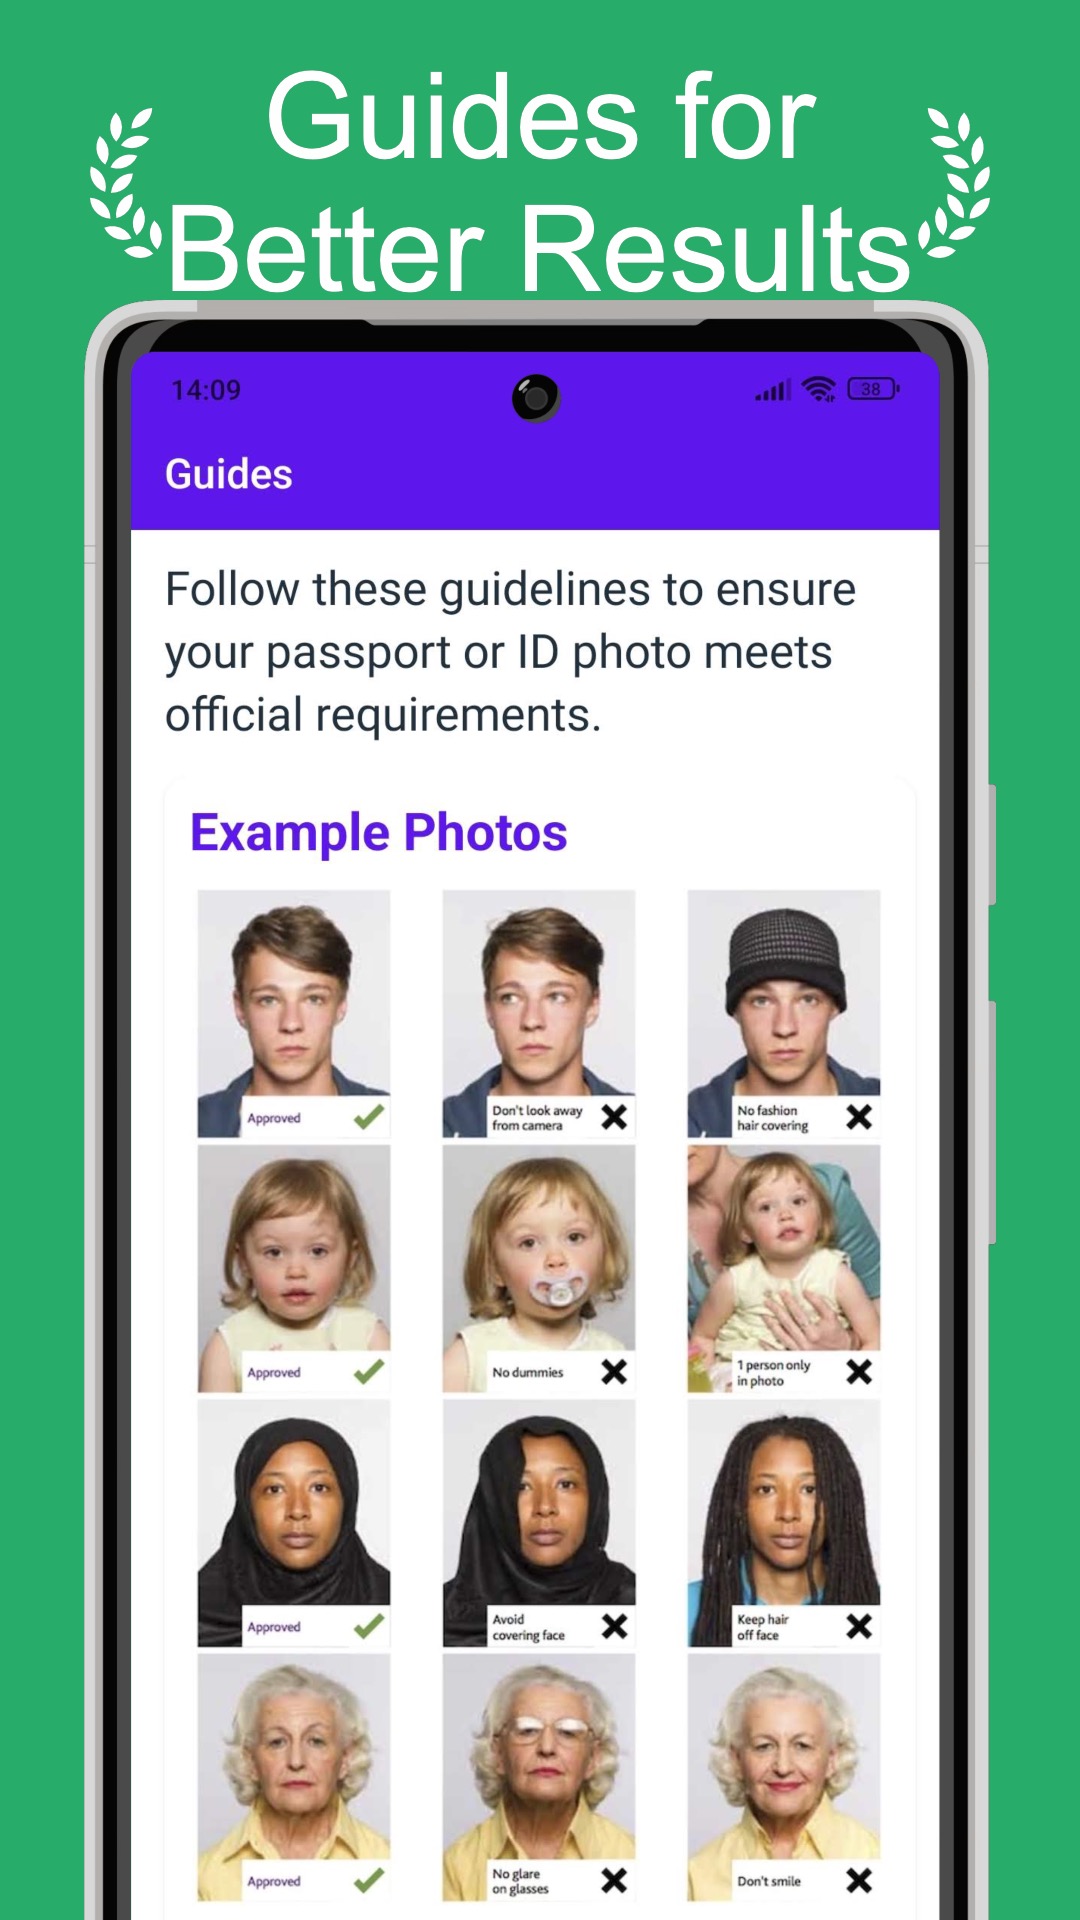 Guides for
Better Results
14:09
38
Guides
Follow these guidelines to ensure
your passport or ID photo meets
official requirements.
Example Photos
Approved
Don't look away
from camera
No fashion
hair covering
Approved
No dummies
1 person only
in photo
Approved
Avoid
covering face
Keep hair
off face
Approved
No glare
on glasses
Don't smile